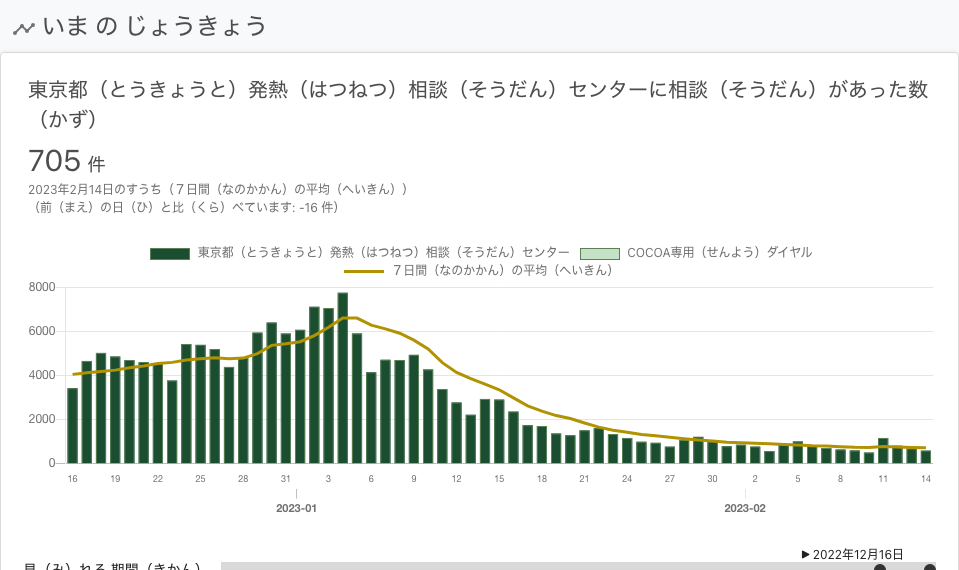 いま の じょうきょう
東京都（とうきょうと）発熱（はつねつ）相談（そうだん）センターに相談（そうだん）があった数
（かず）
705 件
2023年2月14日のすうち（７日間（なのかかん）の平均（へいきん））
（前（まえ）の日（ひ）と比（くら）べています: -16 件）
東京都（とうきょうと）発熱（はつねつ）相談（そうだん）センター COCOA専用（せんよう）ダイヤル
７日間（なのかかん）の平均（へいきん）
8000
6000
4000
2000
0
16 19 22 25 28 31 3 6 9 12 15 18 21 24 27 30 2 5 8 11 14
2023-01 2023-02
▶ 2022年12月16日
見（み）れる 期間（きかん）